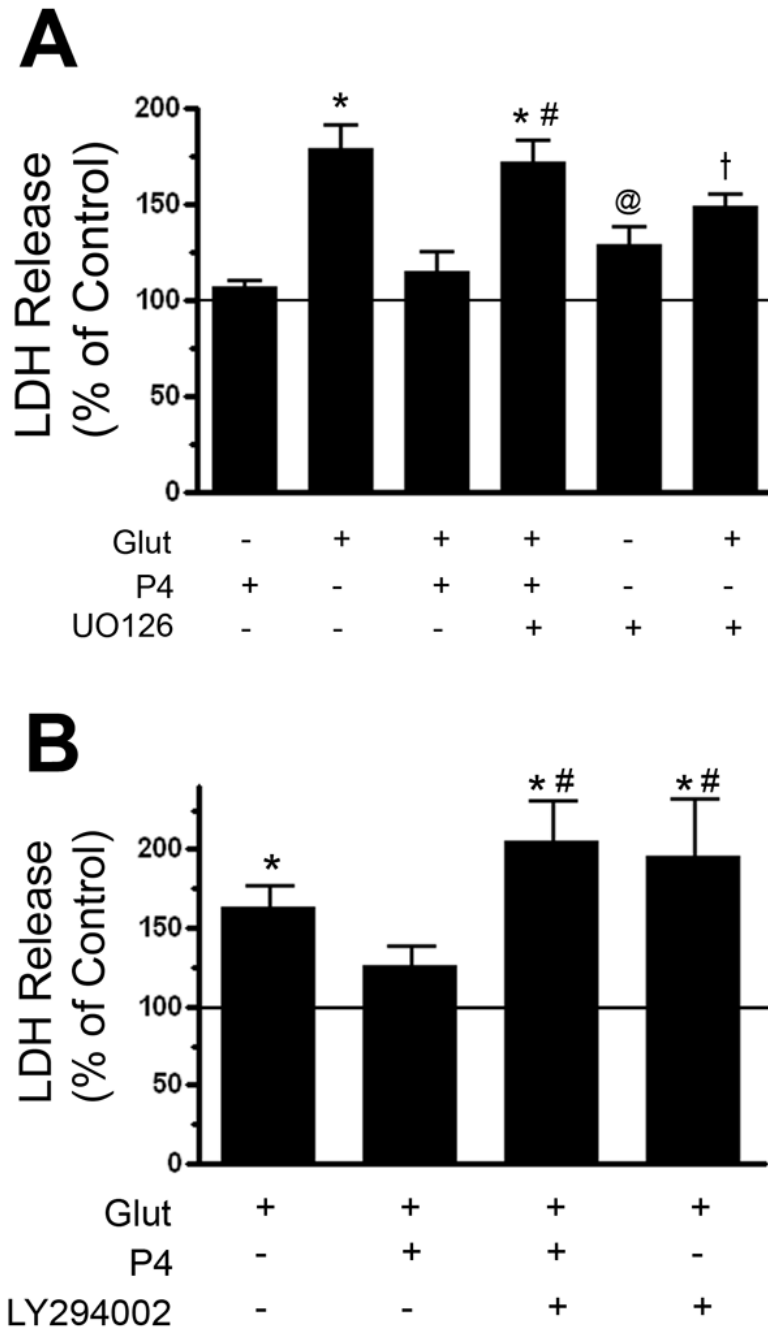 A
LDH Release
(% of Control)
200
150
100
50
0
*
* #
@
†
Glut - + + + - +
P4 + - + + - -
UO126 - - - + + +
B
LDH Release
(% of Control)
200
150
100
50
0
*
* #
* #
Glut + + + +
P4 - + + -
LY294002 - - + +